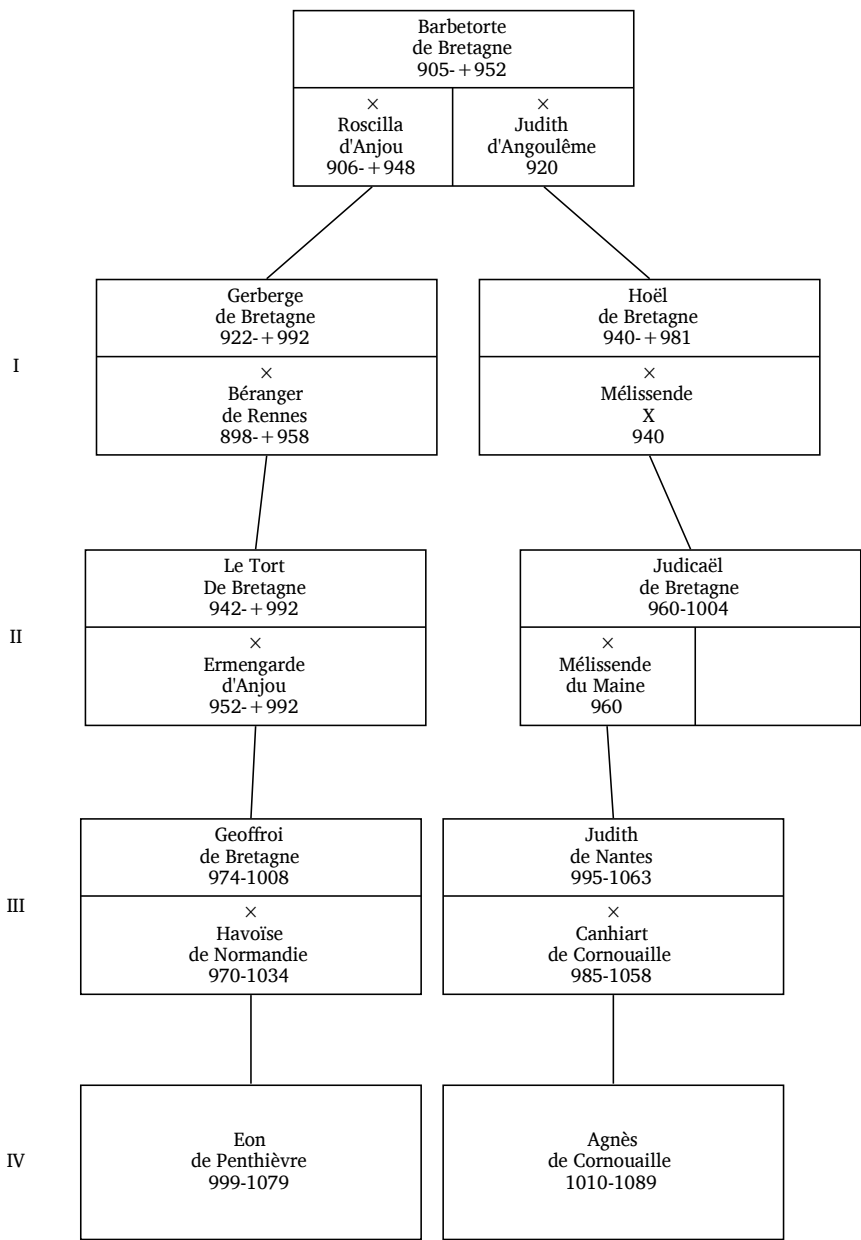 Barbetorte
de Bretagne
905-+952
×
Roscilla
d'Anjou
906-+948
×
Judith
d'Angoulême
920
I
Gerberge
de Bretagne
922-+992
×
Béranger
de Rennes
898-+958
Hoël
de Bretagne
940-+981
×
Mélissende
X
940
II
Le Tort
De Bretagne
942-+992
×
Ermengarde
d'Anjou
952-+992
Judicaël
de Bretagne
960-1004
×
Mélissende
du Maine
960
III
Geoffroi
de Bretagne
974-1008
×
Havoïse
de Normandie
970-1034
Judith
de Nantes
995-1063
×
Canhiart
de Cornouaille
985-1058
IV
Eon
de Penthièvre
999-1079
Agnès
de Cornouaille
1010-1089